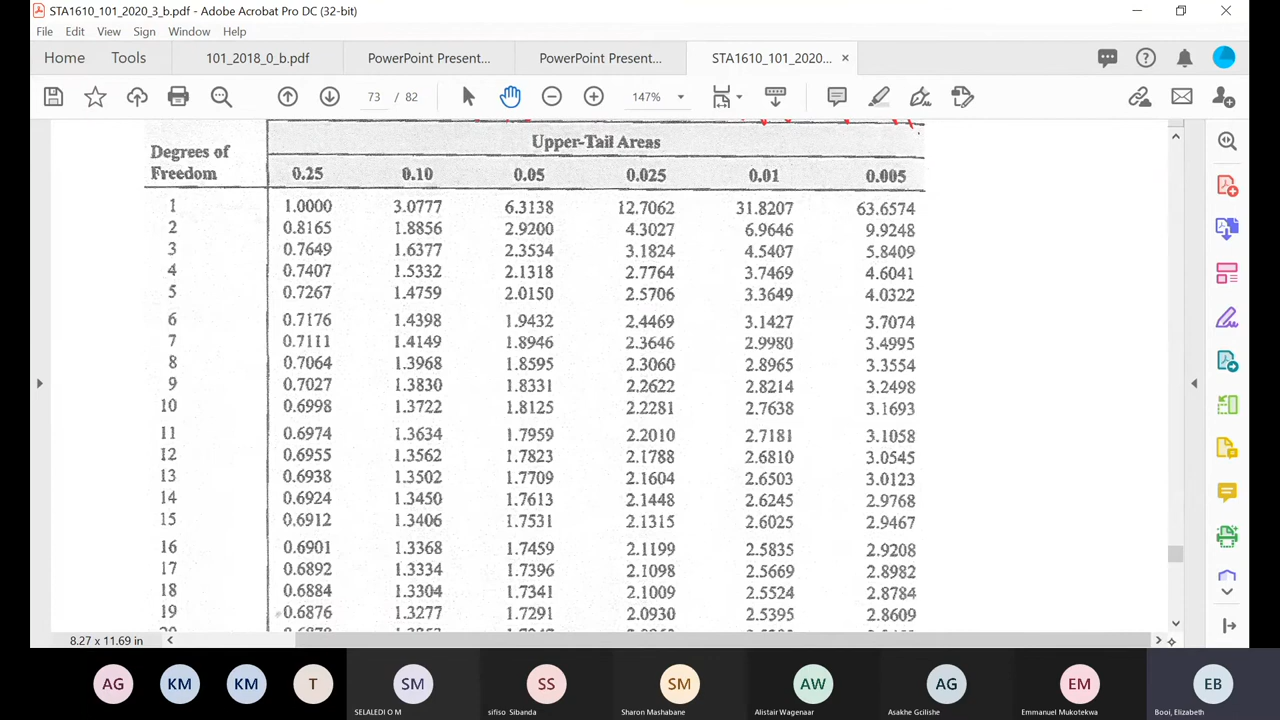 STA1610_101_2020_3_b.pdf - Adobe Acrobat Pro DC (32-bit)
File Edit View Sign Window Help
Home Tools 101_2018_0_b.pdf PowerPoint Present... PowerPoint Present... STA1610_101_2020... ×
73 / 82 147%
Upper-Tail Areas
Degrees of
Freedom 0.25 0.10 0.05 0.025 0.01 0.005
1 1.0000 3.0777 6.3138 12.7062 31.8207 63.6574
2 0.8165 1.8856 2.9200 4.3027 6.9646 9.9248
3 0.7649 1.6377 2.3534 3.1824 4.5407 5.8409
4 0.7407 1.5332 2.1318 2.7764 3.7469 4.6041
5 0.7267 1.4759 2.0150 2.5706 3.3649 4.0322
6 0.7176 1.4398 1.9432 2.4469 3.1427 3.7074
7 0.7111 1.4149 1.8946 2.3646 2.9980 3.4995
8 0.7064 1.3968 1.8595 2.3060 2.8965 3.3554
9 0.7027 1.3830 1.8331 2.2622 2.8214 3.2498
10 0.6998 1.3722 1.8125 2.2281 2.7638 3.1693
11 0.6974 1.3634 1.7959 2.2010 2.7181 3.1058
12 0.6955 1.3562 1.7823 2.1788 2.6810 3.0545
13 0.6938 1.3502 1.7709 2.1604 2.6503 3.0123
14 0.6924 1.3450 1.7613 2.1448 2.6245 2.9768
15 0.6912 1.3406 1.7531 2.1315 2.6025 2.9467
16 0.6901 1.3368 1.7459 2.1199 2.5835 2.9208
17 0.6892 1.3334 1.7396 2.1098 2.5669 2.8982
18 0.6884 1.3304 1.7341 2.1009 2.5524 2.8784
19 0.6876 1.3277 1.7291 2.0930 2.5395 2.8609
8.27 x 11.69 in
AG KM KM T SM SS SM AW AG EM EB
SELALEDI O M sifiso Sibanda Sharon Mashabane Alistair Wagenaar Asakhe Gcilishe Emmanuel Mukotekwa Booi, Elizabeth